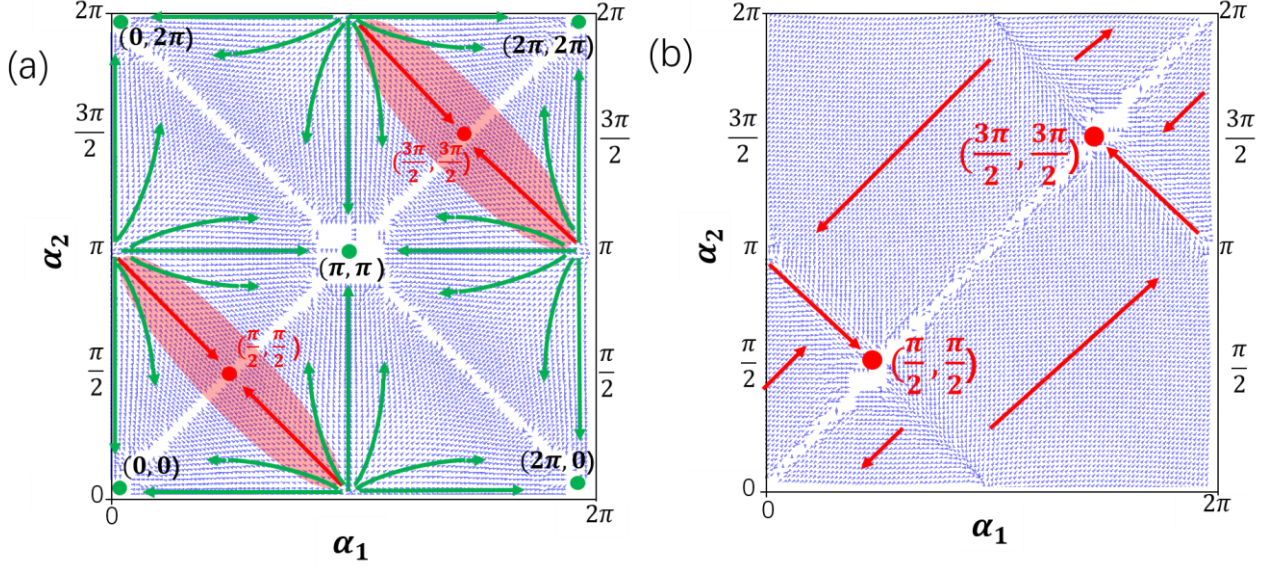 (a)
2π
(0, 2π)
(2π, 2π)
2π
3π/2
(3π/2, 3π/2)
3π/2
α₂
π
(π, π)
π
π/2
(π/2, π/2)
π/2
(0, 0)
(2π, 0)
0
0
2π
α₁
(b)
2π
2π
3π/2
(3π/2, 3π/2)
3π/2
α₂
π
π
π/2
(π/2, π/2)
π/2
0
0
2π
α₁